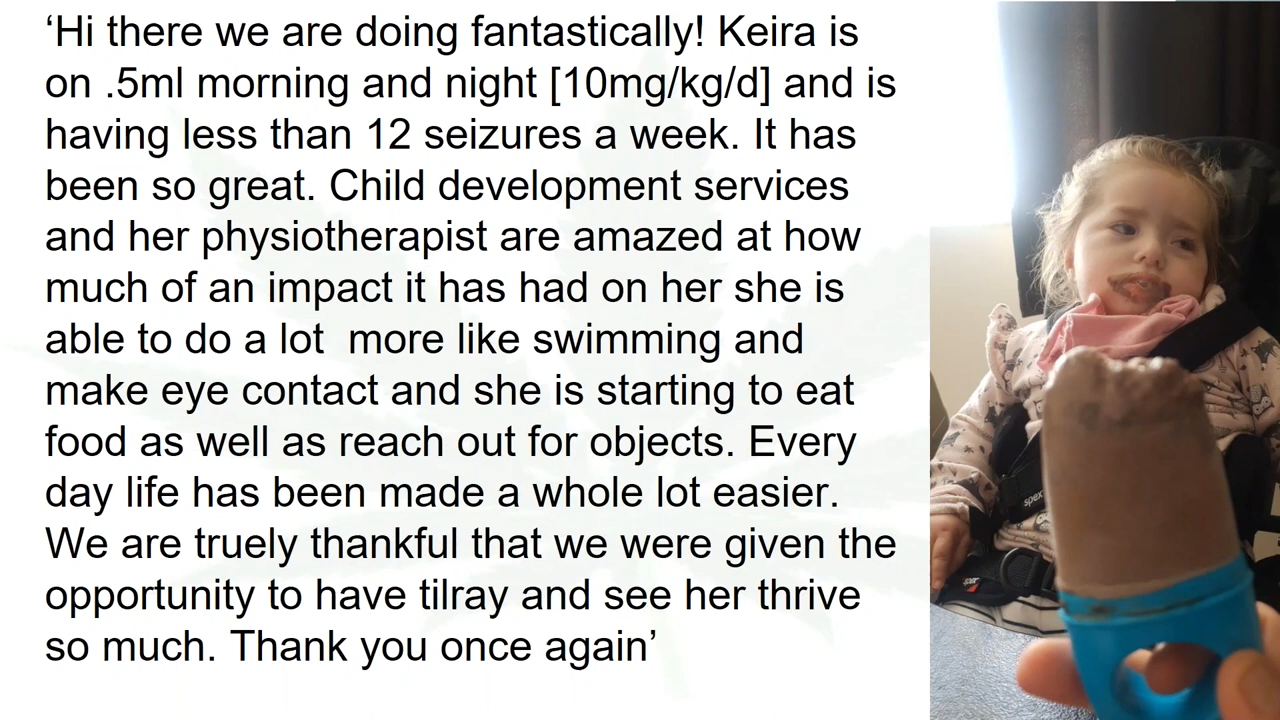 ‘Hi there we are doing fantastically! Keira is
on .5ml morning and night [10mg/kg/d] and is
having less than 12 seizures a week. It has
been so great. Child development services
and her physiotherapist are amazed at how
much of an impact it has had on her she is
able to do a lot  more like swimming and
make eye contact and she is starting to eat
food as well as reach out for objects. Every
day life has been made a whole lot easier.
We are truely thankful that we were given the
opportunity to have tilray and see her thrive
so much. Thank you once again’
spex
spex